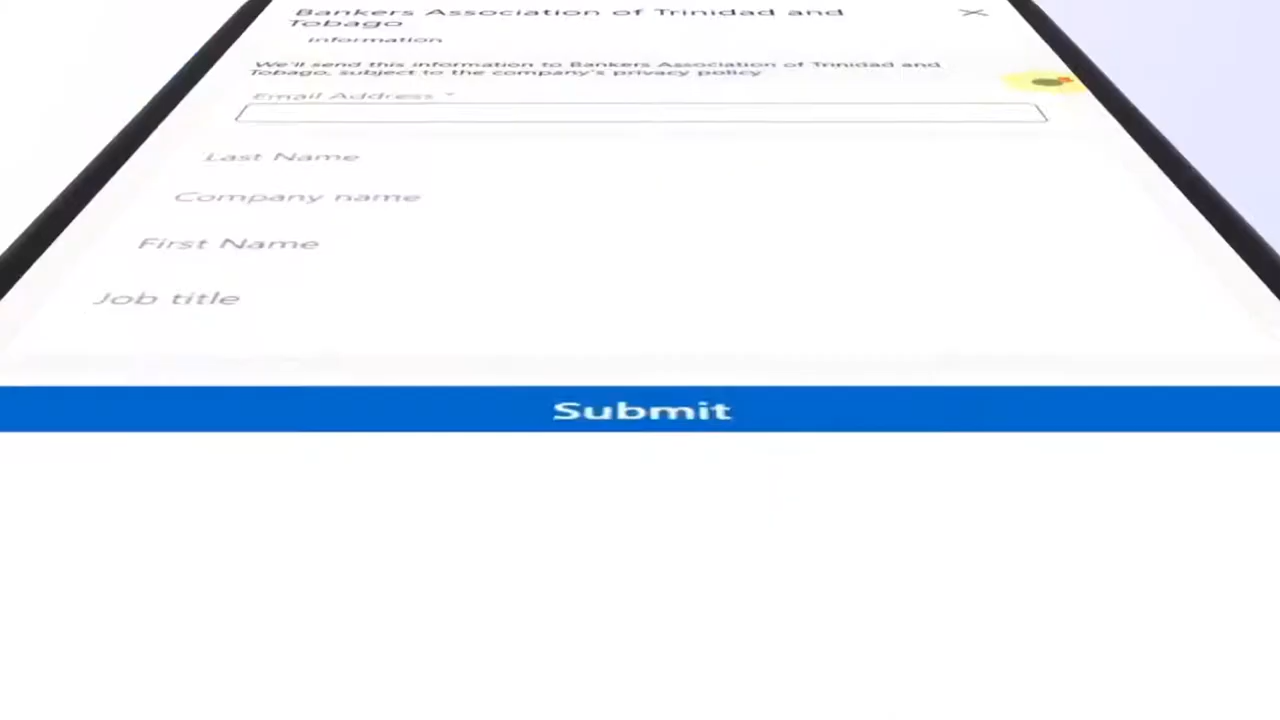 Bankers Association of Trinidad and
Tobago
information
We'll send this information to Bankers Association of Trinidad and
Tobago, subject to the company's privacy policy
Email Address *
Last Name
Company name
First Name
Job title
Submit